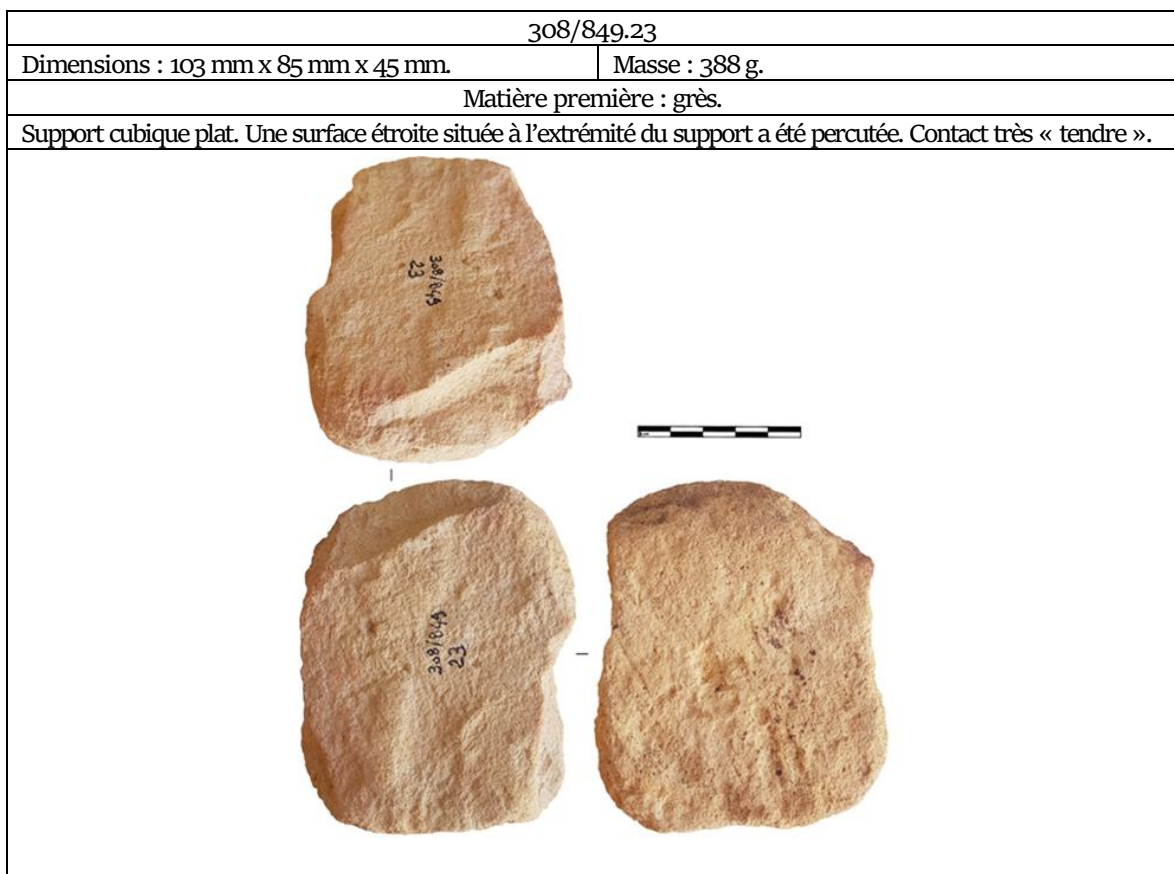 308/849.23
Dimensions : 103 mm x 85 mm x 45 mm.
Masse : 388 g.
Matière première : grès.
Support cubique plat. Une surface étroite située à l’extrémité du support a été percutée. Contact très « tendre ».
308/849
23
308/849
23